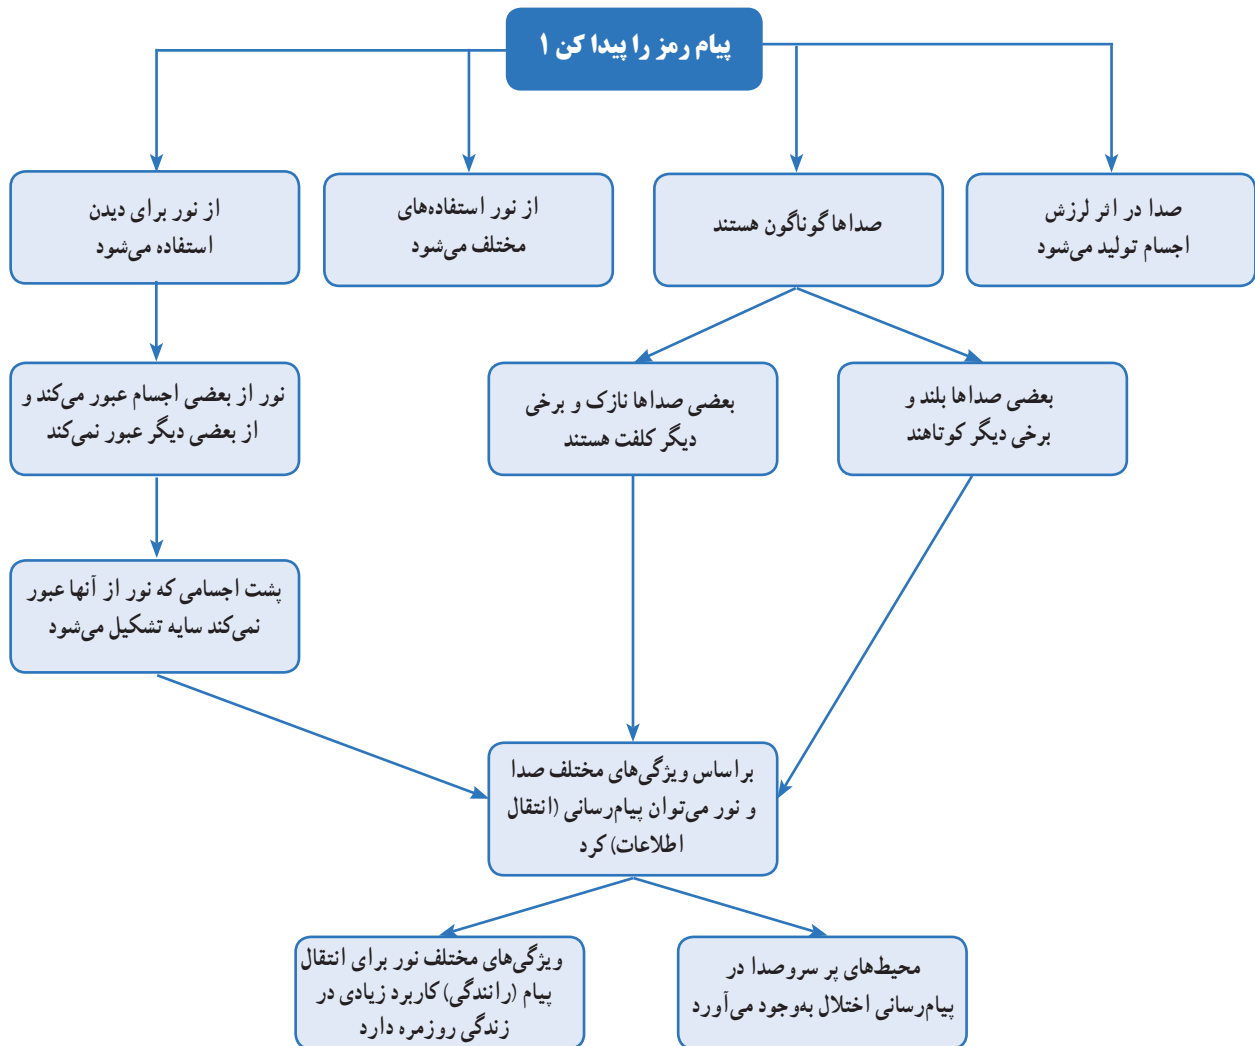 پیام رمز را پیدا کن ۱
صدا در اثر لرزش
اجسام تولید می‌شود
صداها گوناگون هستند
از نور استفاده‌های
مختلف می‌شود
از نور برای دیدن
استفاده می‌شود
بعضی صداها بلند و
برخی دیگر کوتاهند
بعضی صداها نازک و برخی
دیگر کلفت هستند
نور از بعضی اجسام عبور می‌کند و
از بعضی دیگر عبور نمی‌کند
پشت اجسامی که نور از آنها عبور
نمی‌کند سایه تشکیل می‌شود
براساس ویژگی‌های مختلف صدا
و نور می‌توان پیام‌رسانی (انتقال
اطلاعات) کرد
محیط‌های پر سروصدا در
پیام‌رسانی اختلال به‌وجود می‌آورد
ویژگی‌های مختلف نور برای انتقال
پیام (رانندگی) کاربرد زیادی در
زندگی روزمره دارد